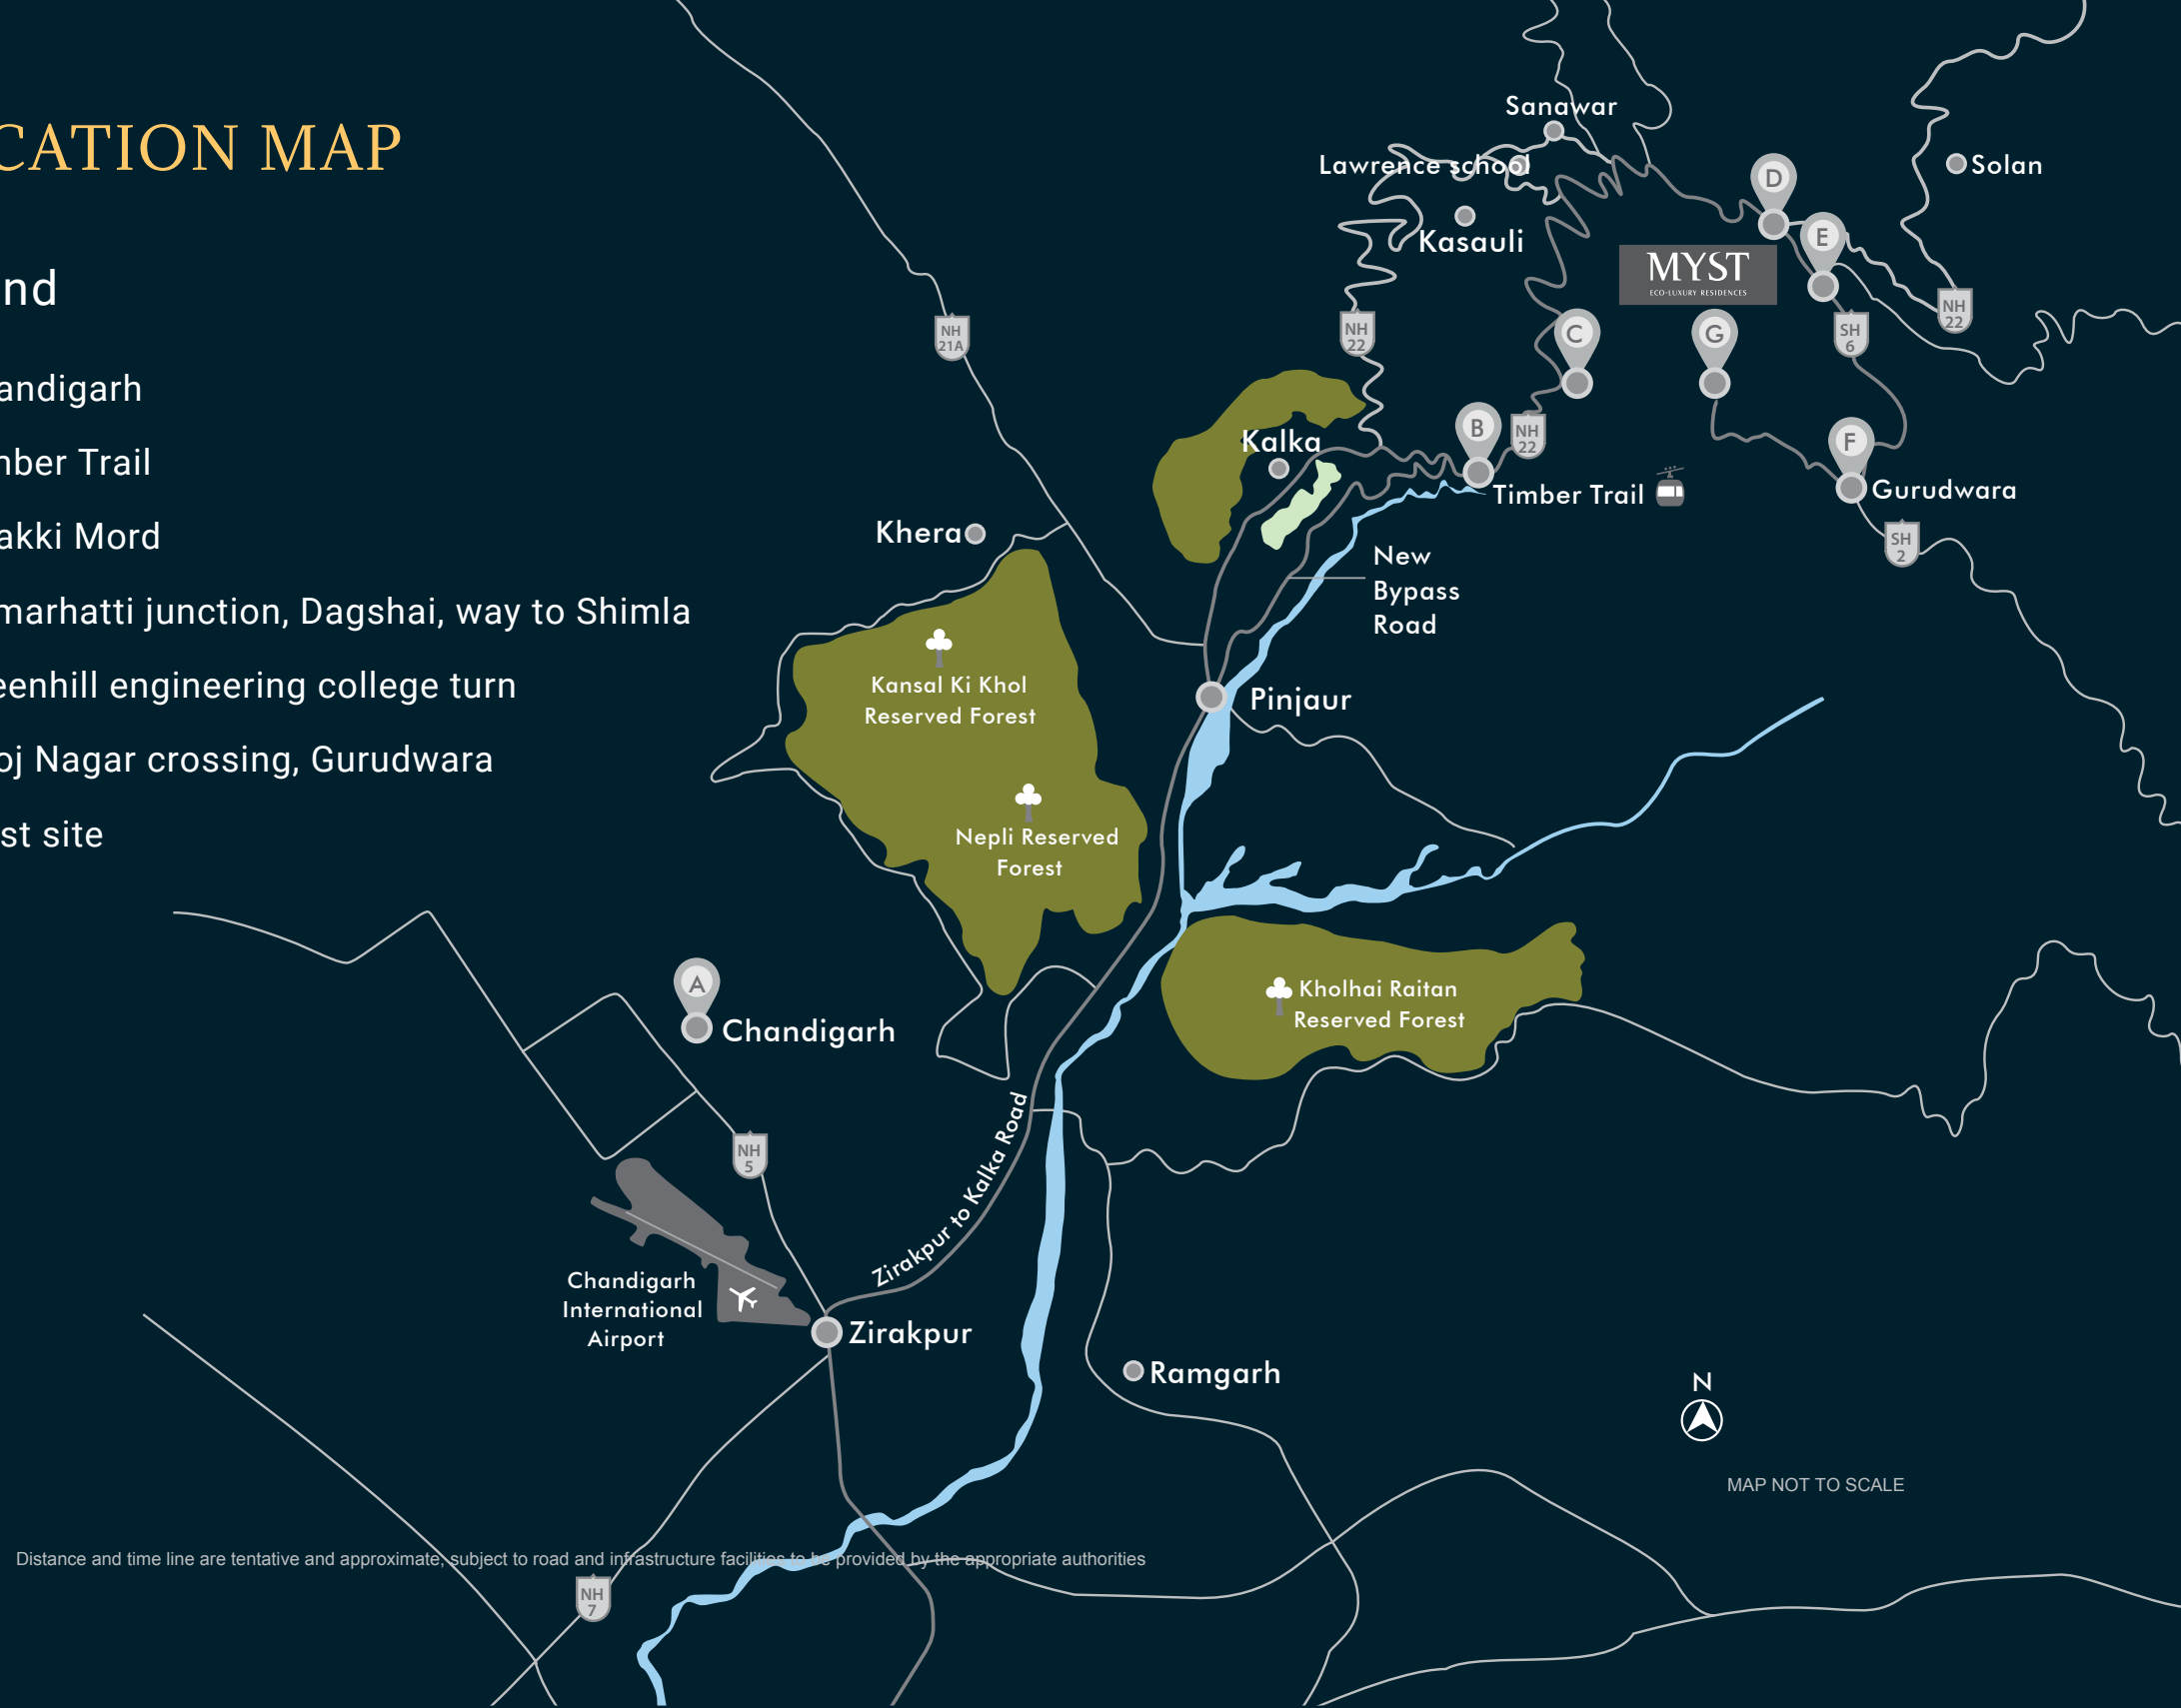 CATION MAP
nd
andigarh
nber Trail
akki Mord
marhatti junction, Dagshai, way to Shimla
eenhill engineering college turn
oj Nagar crossing, Gurudwara
st site
Sanawar
Lawrence school
Kasauli
Solan
D
E
MYST
ECO-LUXURY RESIDENCES
NH
21A
NH
22
C
G
SH
6
NH
22
Kalka
B
NH
22
F
Timber Trail
Gurudwara
Khera
SH
2
New
Bypass
Road
Kansal Ki Khol
Reserved Forest
Pinjaur
Nepli Reserved
Forest
A
Chandigarh
Kholhai Raitan
Reserved Forest
NH
5
Zirakpur to Kalka Road
Chandigarh
International
Airport
Zirakpur
Ramgarh
N
MAP NOT TO SCALE
Distance and time line are tentative and approximate, subject to road and infrastructure facilities to be provided by the appropriate authorities
NH
7